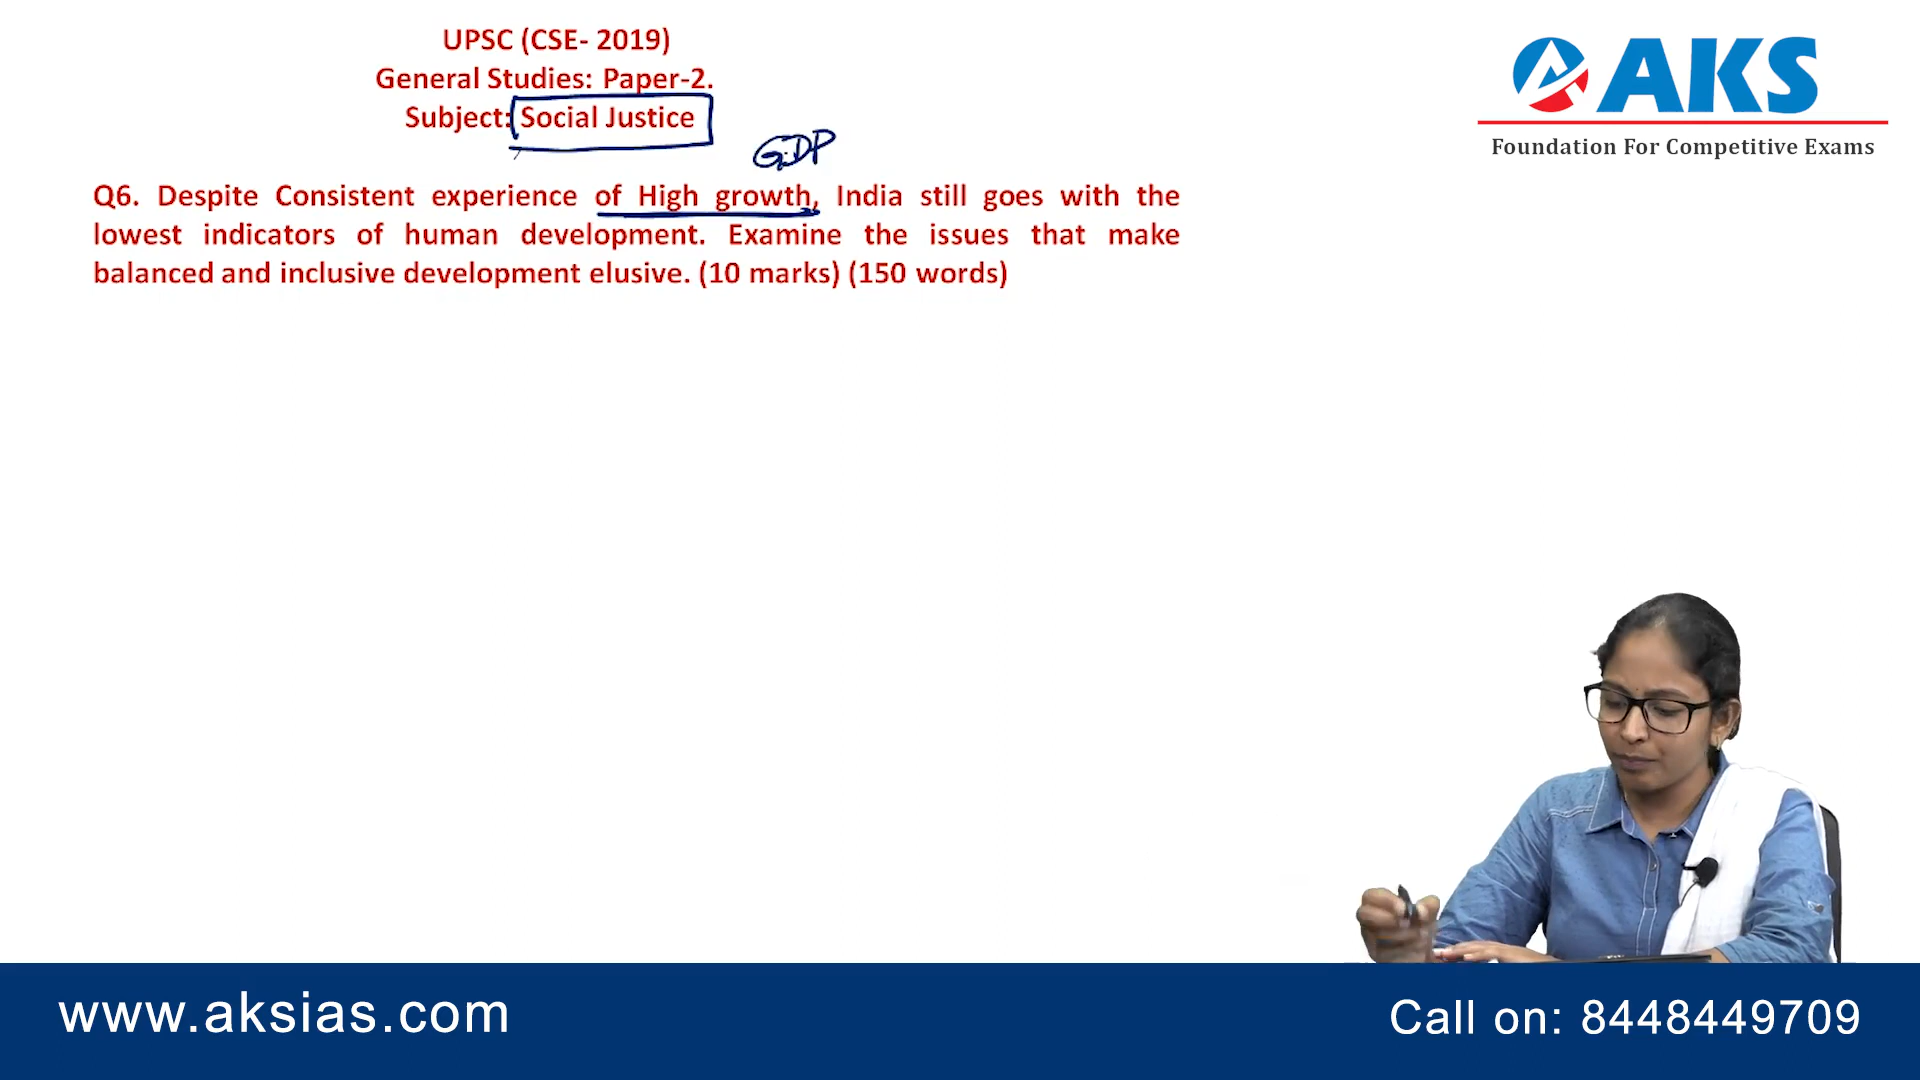 UPSC (CSE- 2019)
General Studies: Paper-2.
Subject: Social Justice
GDP
Q6. Despite Consistent experience of High growth, India still goes with the
lowest indicators of human development. Examine the issues that make
balanced and inclusive development elusive. (10 marks) (150 words)
AKS
Foundation For Competitive Exams
www.aksias.com
Call on: 8448449709